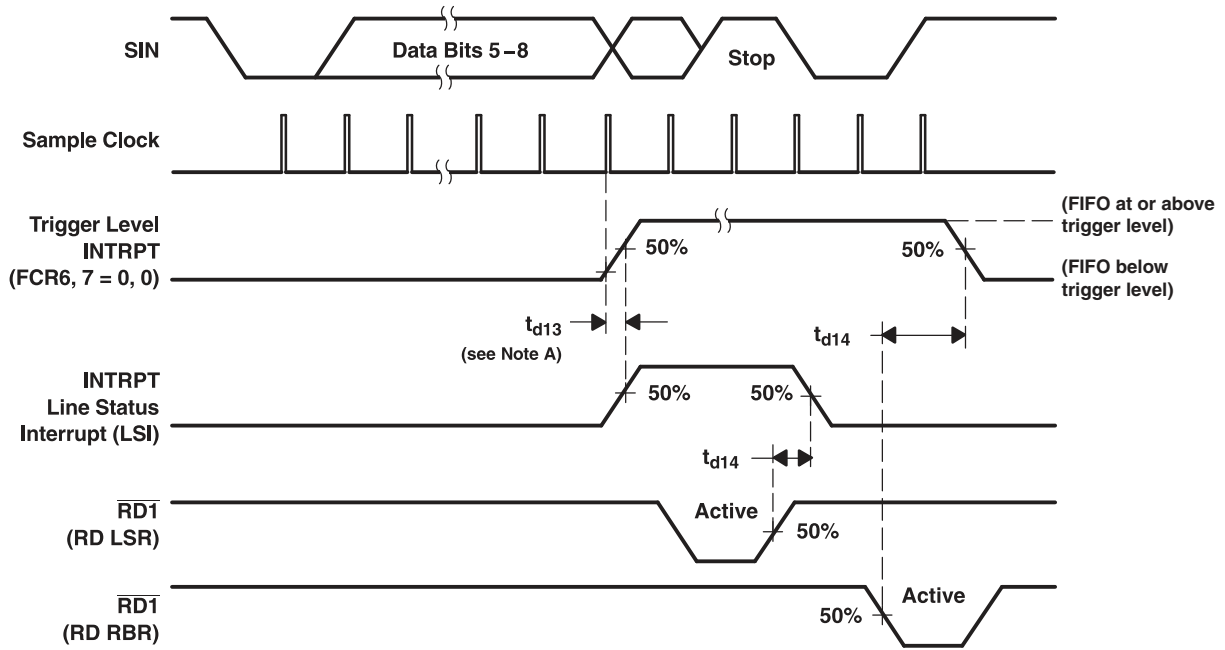 SIN
Data Bits 5–8
Stop
Sample Clock
Trigger Level
INTRPT
(FCR6, 7 = 0, 0)
50%
50%
(FIFO at or above
trigger level)
(FIFO below
trigger level)
td13
(see Note A)
td14
INTRPT
Line Status
Interrupt (LSI)
50%
50%
td14
RD1
(RD LSR)
Active
50%
RD1
(RD RBR)
50%
Active